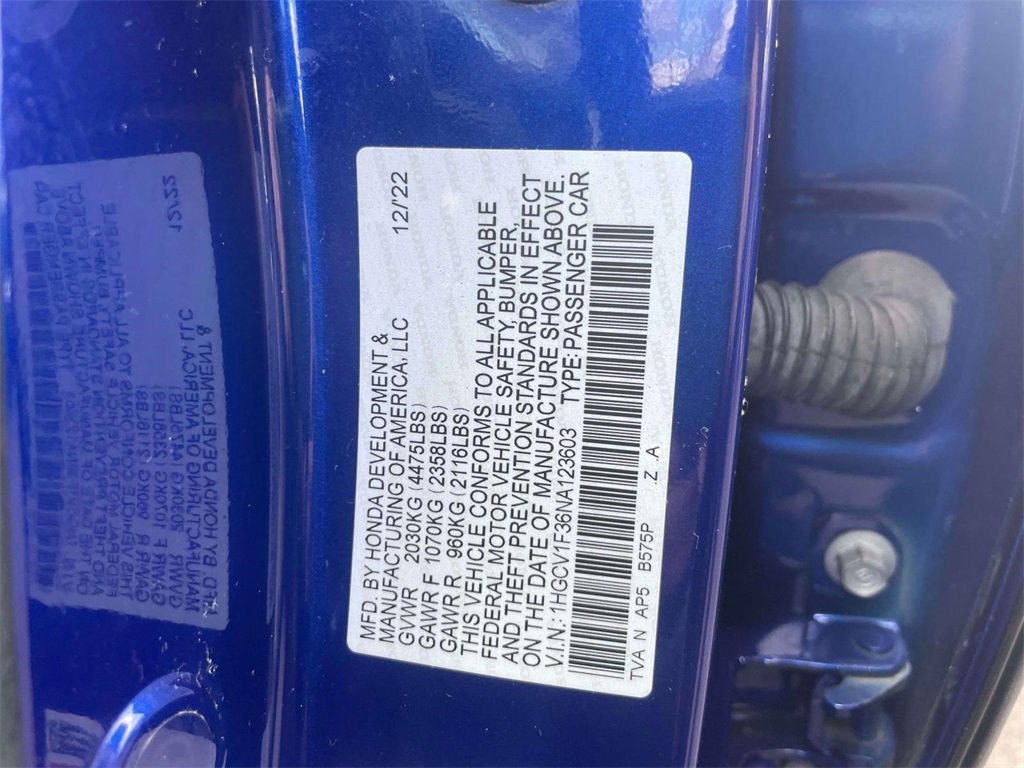 MFD. BY HONDA DEVELOPMENT &
MANUFACTURING OF AMERICA, LLC 12/'22
GVWR 2030KG (4475LBS)
GAWR F 1070KG (2358LBS)
GAWR R 960KG (2116LBS)
THIS VEHICLE CONFORMS TO ALL APPLICABLE
FEDERAL MOTOR VEHICLE SAFETY, BUMPER,
AND THEFT PREVENTION STANDARDS IN EFFECT
ON THE DATE OF MANUFACTURE SHOWN ABOVE.
V.I.N.: 1HGCV1F36NA123603 TYPE: PASSENGER CAR
TVA N AP5 B575P Z A